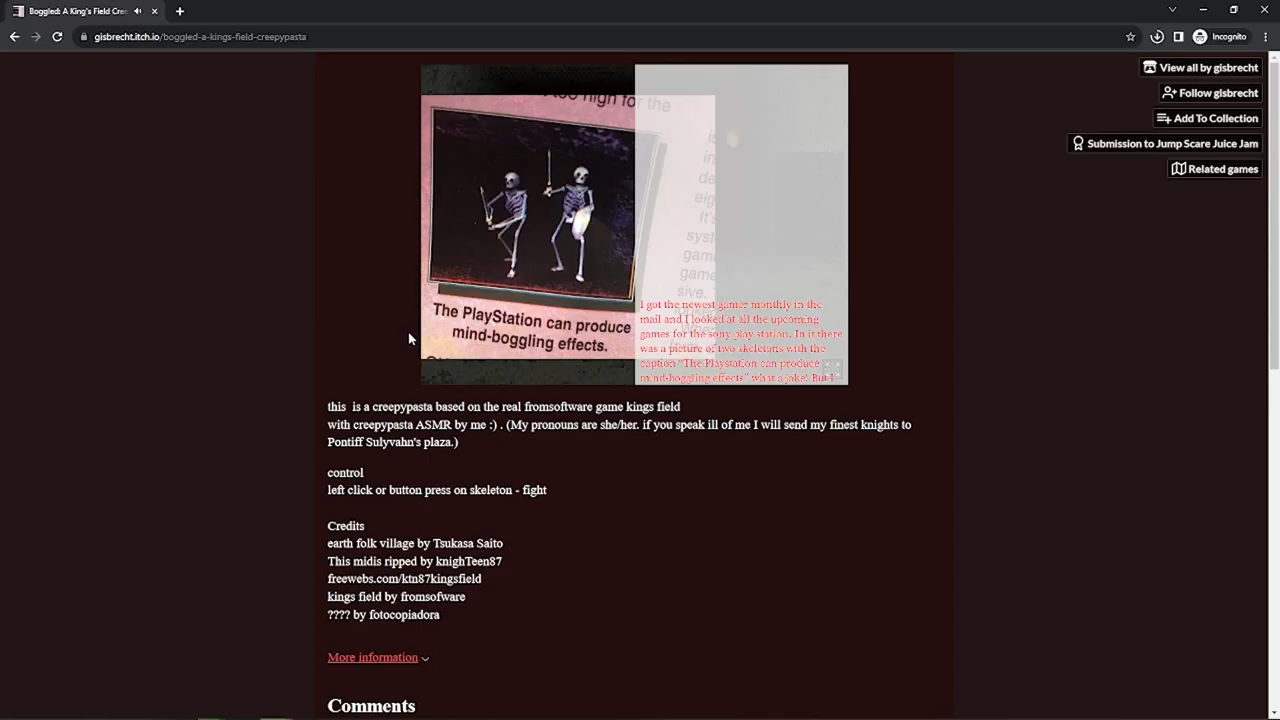 Boggled: A King's Field Cree
gisbrecht.itch.io/boggled-a-kings-field-creepypasta
Incognito
View all by gisbrecht
Follow gisbrecht
Add To Collection
Submission to Jump Scare Juice Jam
Related games
high for the
The PlayStation can produce
mind-boggling effects.
I got the newest gamer monthly in the
mail and I looked at all the upcoming
games for the sony play station. In it there
was a picture of two skeletons with the
caption "The Playstation can produce
mind-boggling effects" what a joke! But I
this is a creepypasta based on the real fromsoftware game kings field
with creepypasta ASMR by me :) . (My pronouns are she/her. if you speak ill of me I will send my finest knights to
Pontiff Sulyvahn's plaza.)
control
left click or button press on skeleton - fight
Credits
earth folk village by Tsukasa Saito
This midis ripped by knighTeen87
freewebs.com/ktn87kingsfield
kings field by fromsofware
???? by fotocopiadora
More information
Comments